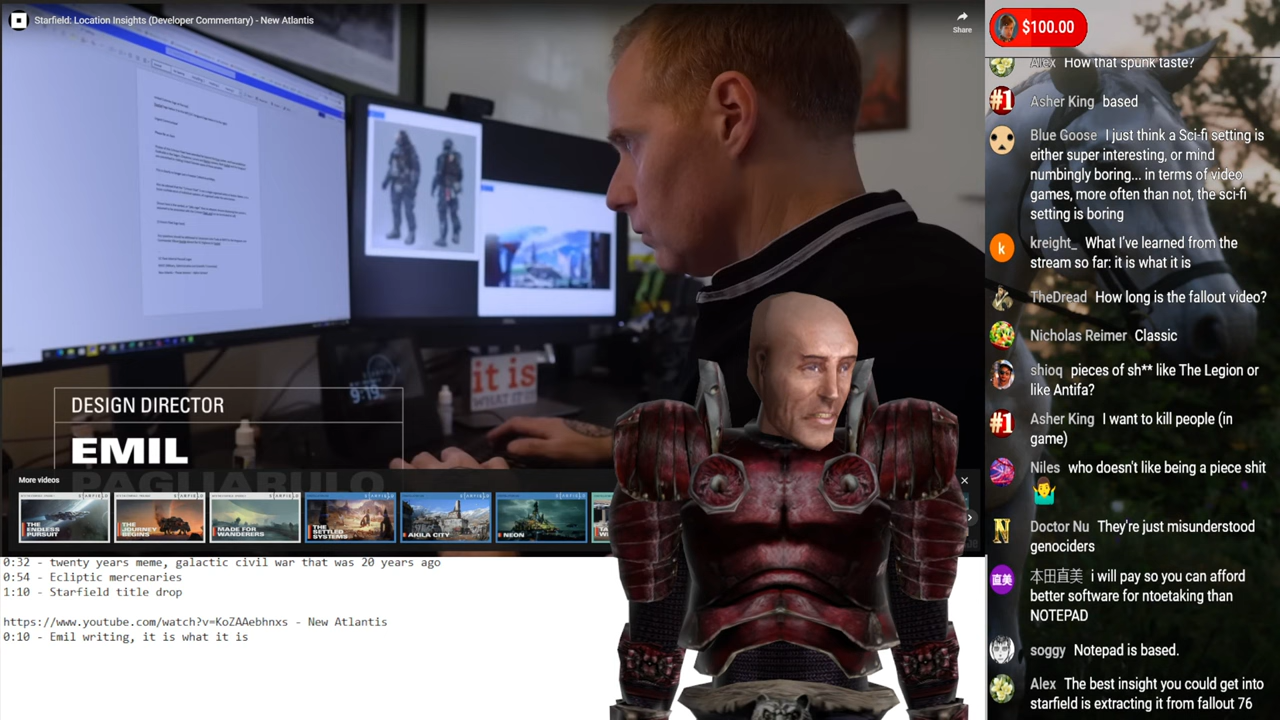 Starfield: Location Insights (Developer Commentary) - New Atlantis
Share
9:19
it is
WHAT IT IS
DESIGN DIRECTOR
EMIL
PAGLIARULO
More videos
THE
ENDLESS
PURSUIT
THE
JOURNEY
BEGINS
MADE FOR
WANDERERS
THE
SETTLED
SYSTEMS
AKILA CITY
NEON
0:32 - twenty years meme, galactic civil war that was 20 years ago
0:54 - Ecliptic mercenaries
1:10 - Starfield title drop
https://www.youtube.com/watch?v=KoZAAebhnxs - New Atlantis
0:10 - Emil writing, it is what it is
$100.00
Alex How that spunk taste?
#1 Asher King based
Blue Goose I just think a Sci-fi setting is
either super interesting, or mind
numbingly boring... in terms of video
games, more often than not, the sci-fi
setting is boring
k kreight_ What I've learned from the
stream so far: it is what it is
TheDread How long is the fallout video?
Nicholas Reimer Classic
shioq pieces of sh** like The Legion or
like Antifa?
#1 Asher King I want to kill people (in
game)
Niles who doesn't like being a piece shit
🤷‍♂️
N Doctor Nu They're just misunderstood
genociders
直美 本田直美 i will pay so you can afford
better software for ntoetaking than
NOTEPAD
soggy Notepad is based.
Alex The best insight you could get into
starfield is extracting it from fallout 76